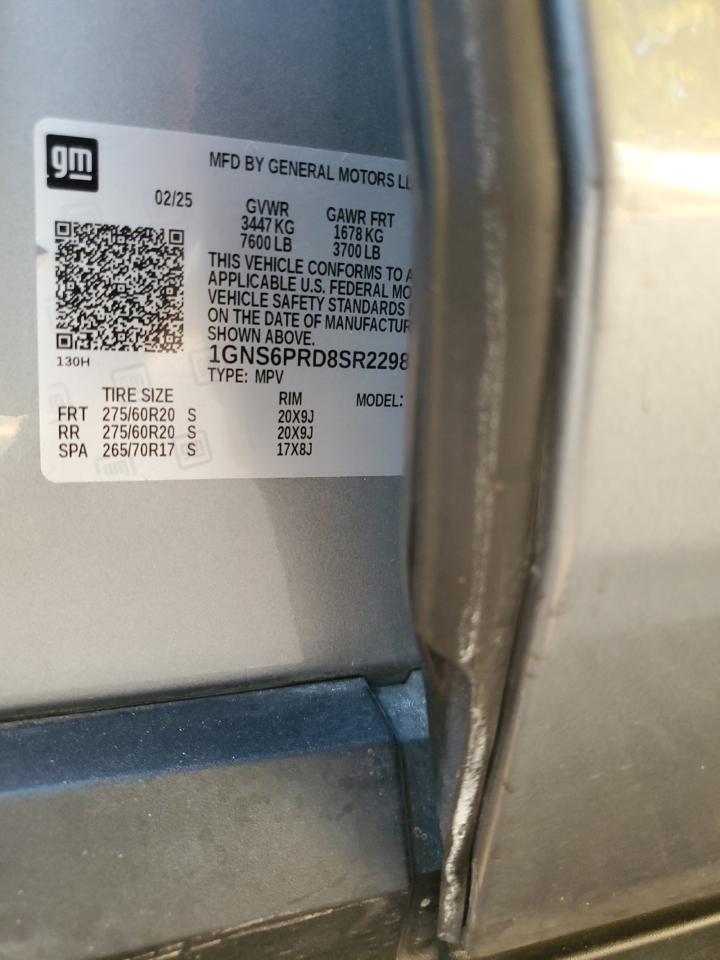 gm
MFD BY GENERAL MOTORS
02/25
GVWR GAWR FRT
3447 KG 1678 KG
7600 LB 3700 LB
THIS VEHICLE CONFORMS TO
APPLICABLE U.S. FEDERAL
VEHICLE SAFETY STANDARDS
ON THE DATE OF MANUFACTUR
SHOWN ABOVE.
130H
1GNS6PRD8SR2298
TYPE: MPV
TIRE SIZE RIM MODEL:
FRT 275/60R20 S 20X9J
RR 275/60R20 S 20X9J
SPA 265/70R17 S 17X8J